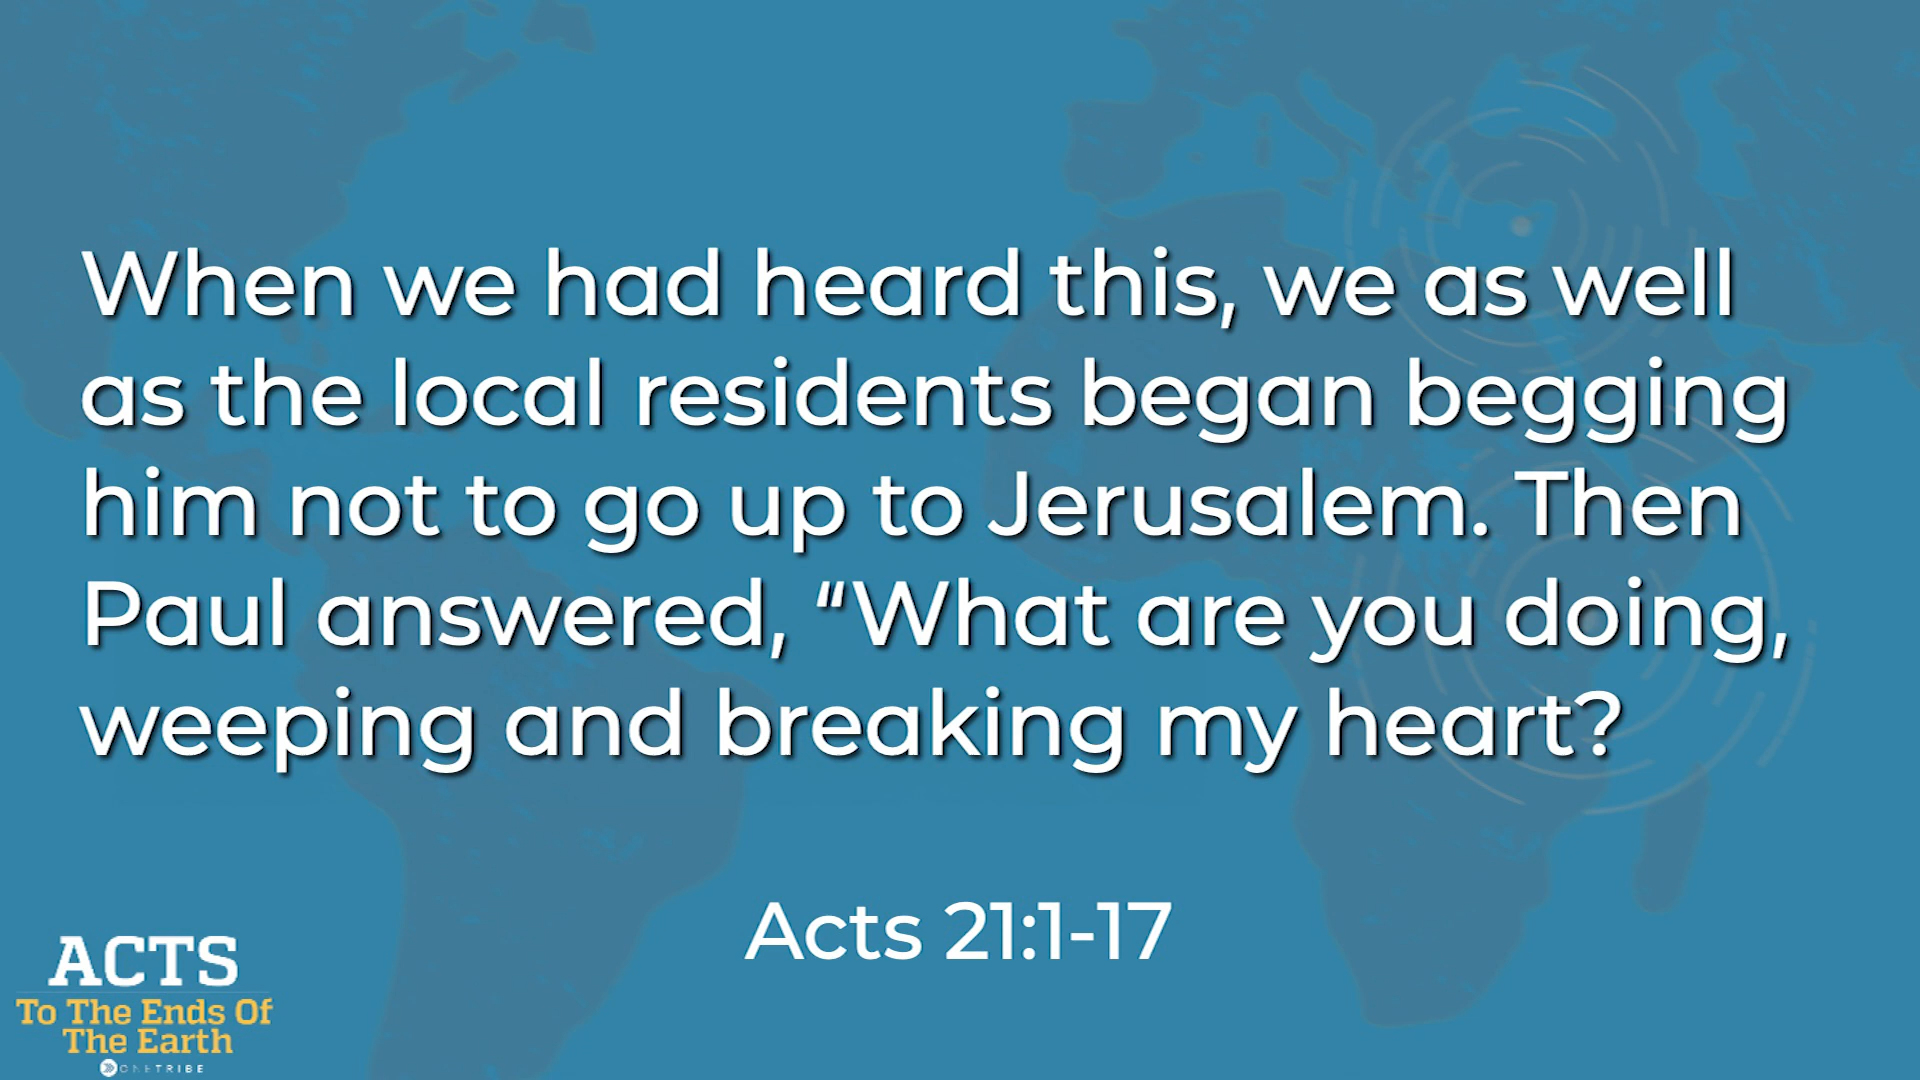 When we had heard this, we as well
as the local residents began begging
him not to go up to Jerusalem. Then
Paul answered, “What are you doing,
weeping and breaking my heart?
Acts 21:1-17
ACTS
To The Ends Of
The Earth
ONETRIBE